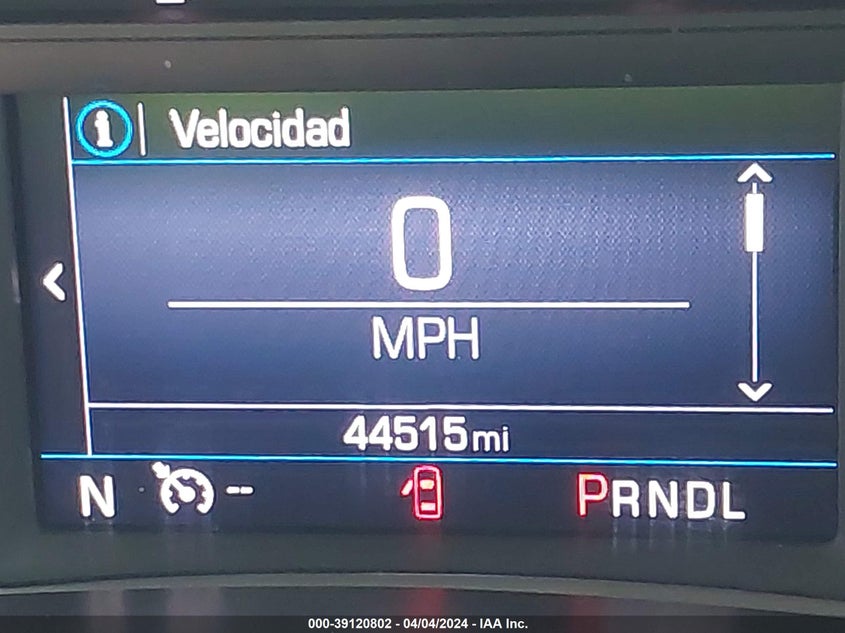 Velocidad
0
MPH
44515mi
N -- PRNDL
000-39120802 - 04/04/2024 - IAA Inc.